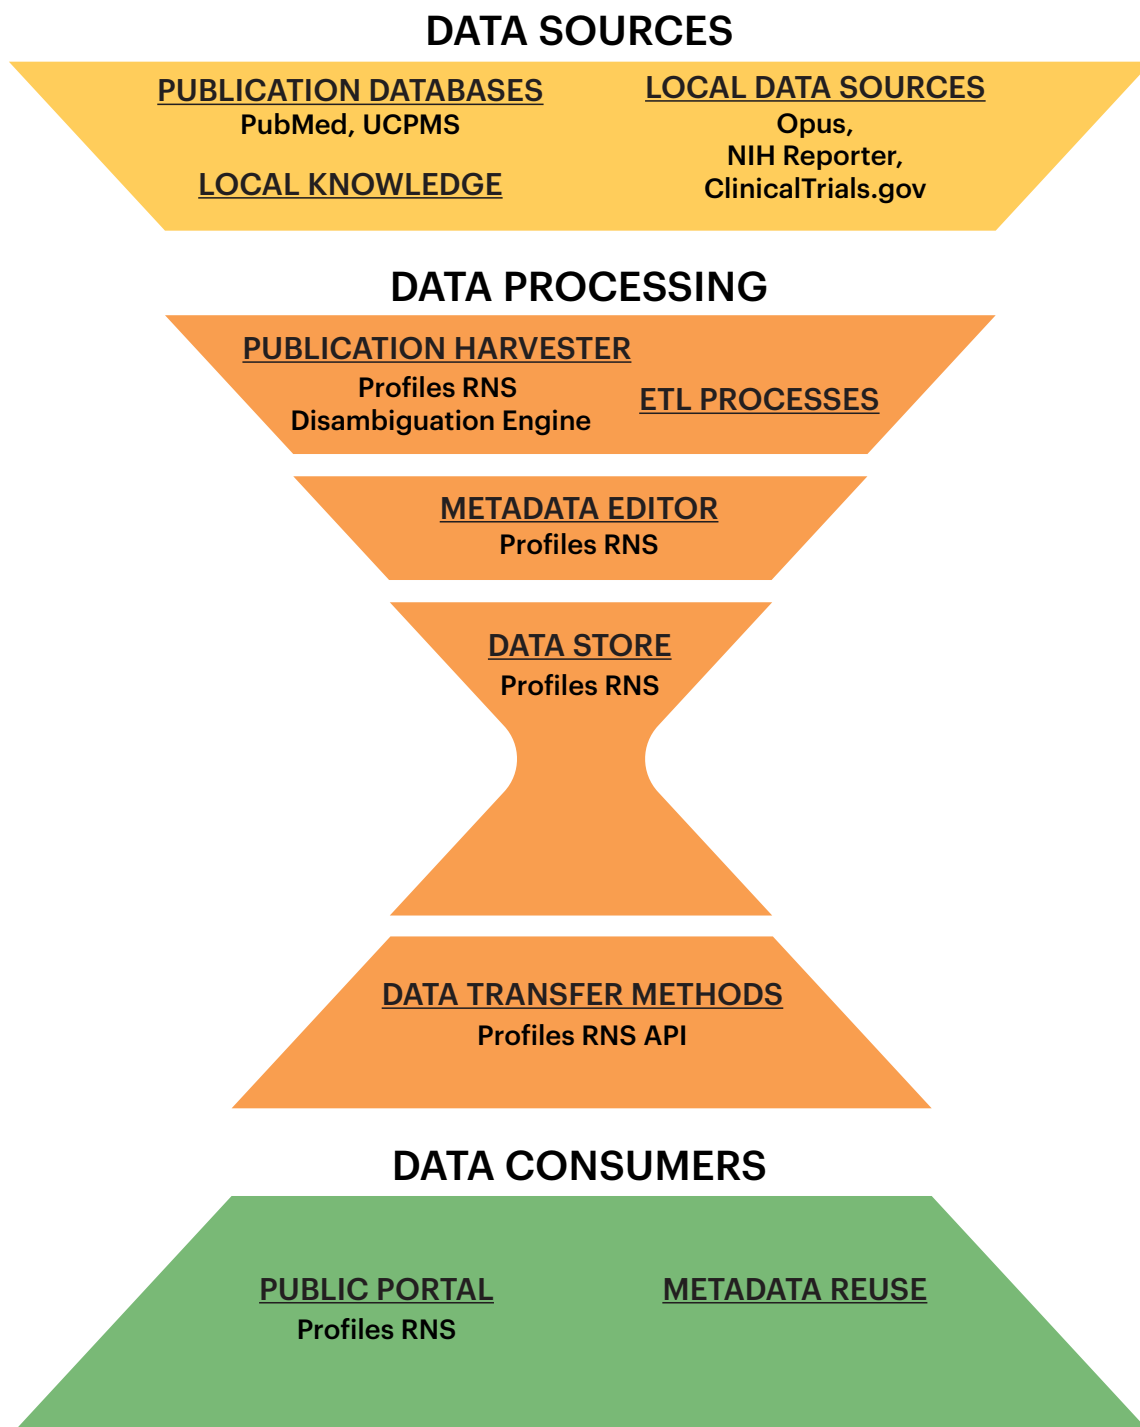 DATA SOURCES
PUBLICATION DATABASES
PubMed, UCPMS
LOCAL KNOWLEDGE
LOCAL DATA SOURCES
Opus,
NIH Reporter,
ClinicalTrials.gov
DATA PROCESSING
PUBLICATION HARVESTER
Profiles RNS
Disambiguation Engine
ETL PROCESSES
METADATA EDITOR
Profiles RNS
DATA STORE
Profiles RNS
DATA TRANSFER METHODS
Profiles RNS API
DATA CONSUMERS
PUBLIC PORTAL
Profiles RNS
METADATA REUSE